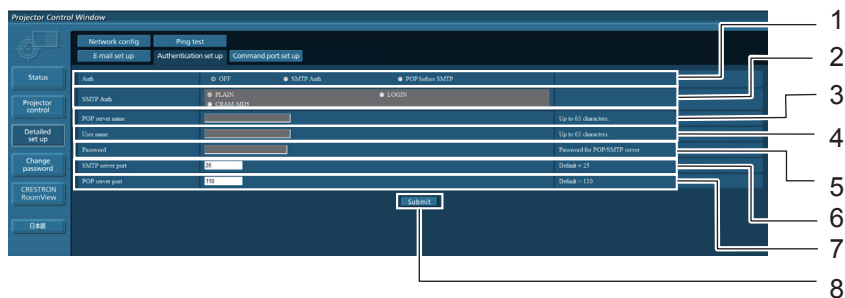 Projector Control Window
1
Network config Ping test
E-mail set up Authentication set up Command port set up
2
Status
Auth OFF SMTP Auth POP before SMTP
SMTP Auth PLAIN LOGIN
CRAM MD5
3
Projector control
POP server name Up to 63 characters.
User name Up to 63 characters.
4
Detailed set up
Password Password for POP/SMTP server.
SMTP server port 26 Default = 25
5
Change password
POP server port 110 Default = 110
6
CRESTRON RoomView
Submit
7
日本語
8